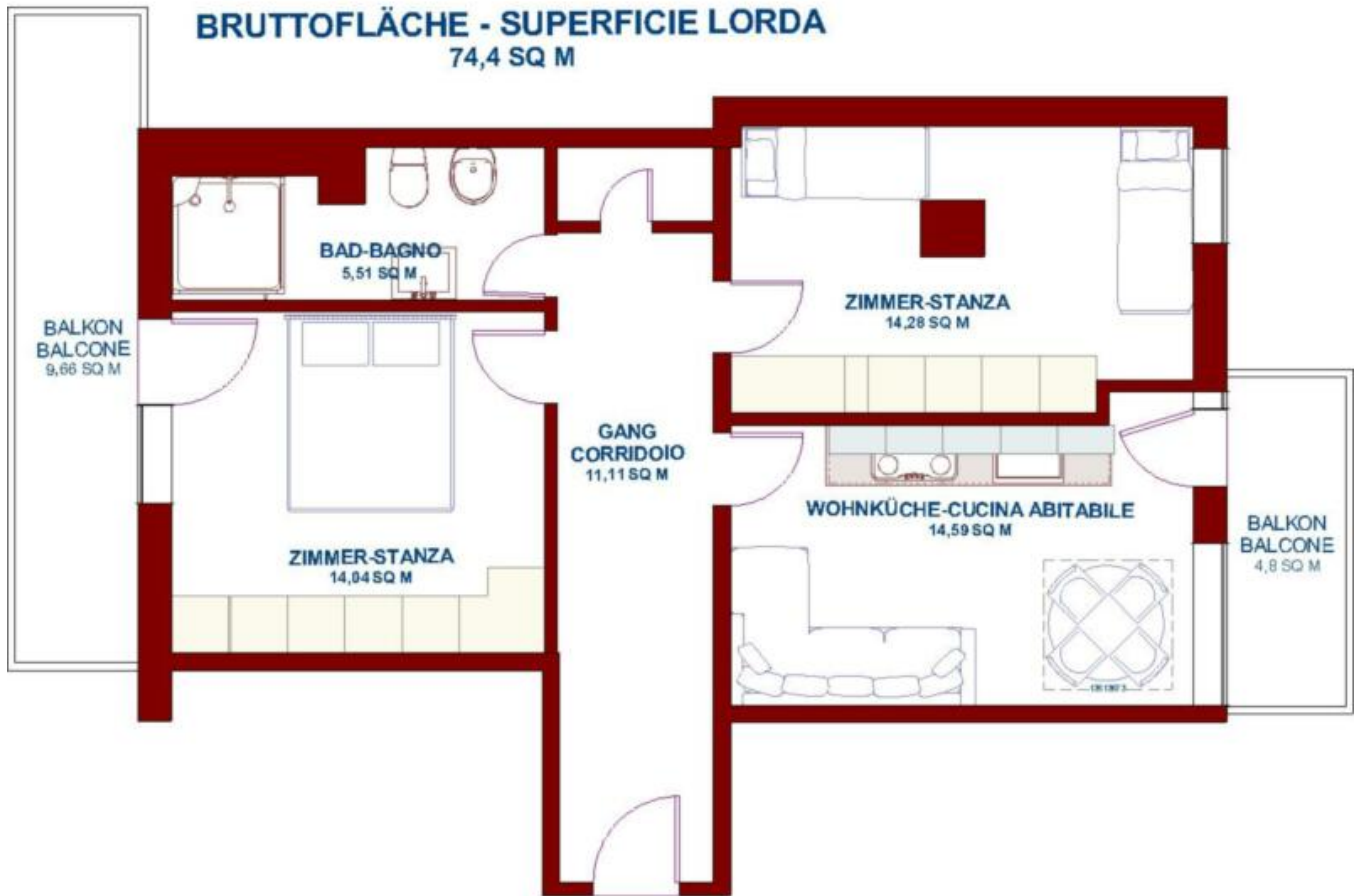 BRUTTOFLÄCHE - SUPERFICIE LORDA
74,4 SQ M
BAD-BAGNO
5,51 SQ M
BALKON
BALCONE
9,66 SQ M
ZIMMER-STANZA
14,28 SQ M
GANG
CORRIDOIO
11,11 SQ M
WOHNKÜCHE-CUCINA ABITABILE
14,59 SQ M
BALKON
BALCONE
4,8 SQ M
ZIMMER-STANZA
14,04 SQ M